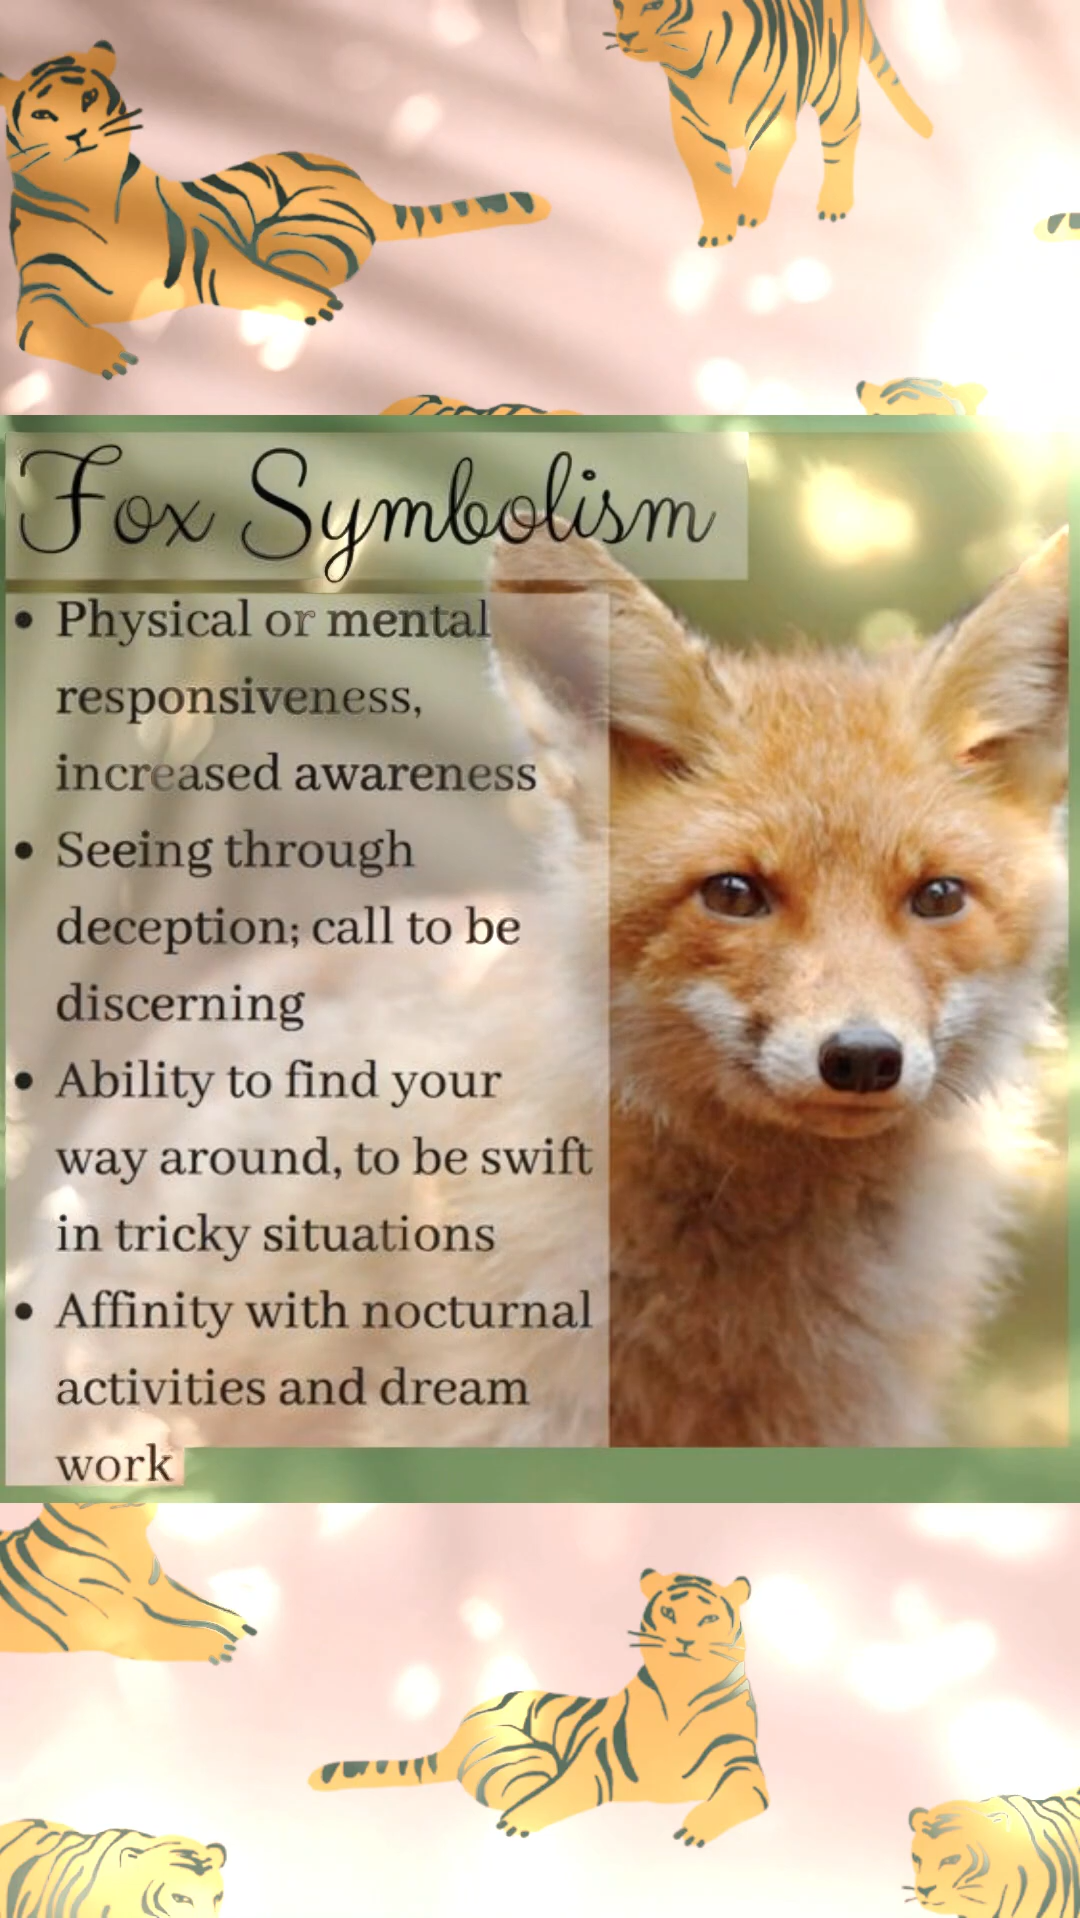 Fox Symbolism
• Physical or mental
responsiveness,
increased awareness
• Seeing through
deception; call to be
discerning
• Ability to find your
way around, to be swift
in tricky situations
• Affinity with nocturnal
activities and dream
work